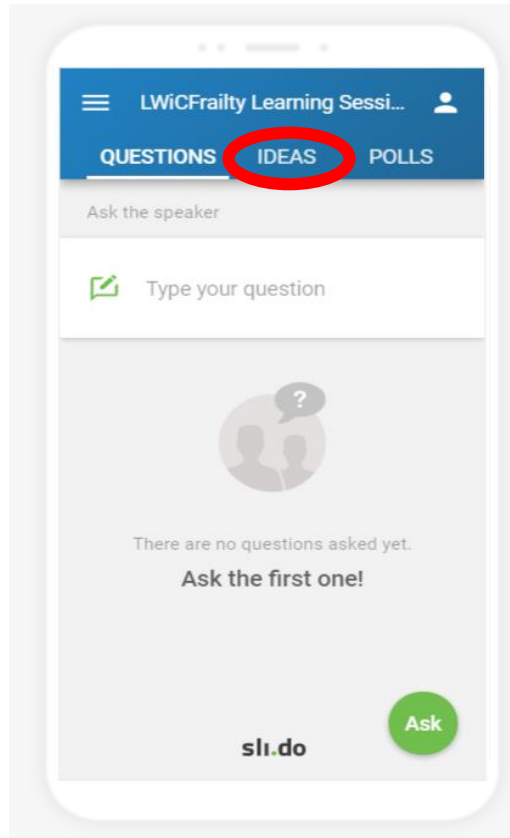 LWiCFrailty Learning Sessi...
QUESTIONS IDEAS POLLS
Ask the speaker
Type your question
?
There are no questions asked yet.
Ask the first one!
Ask
slı.do